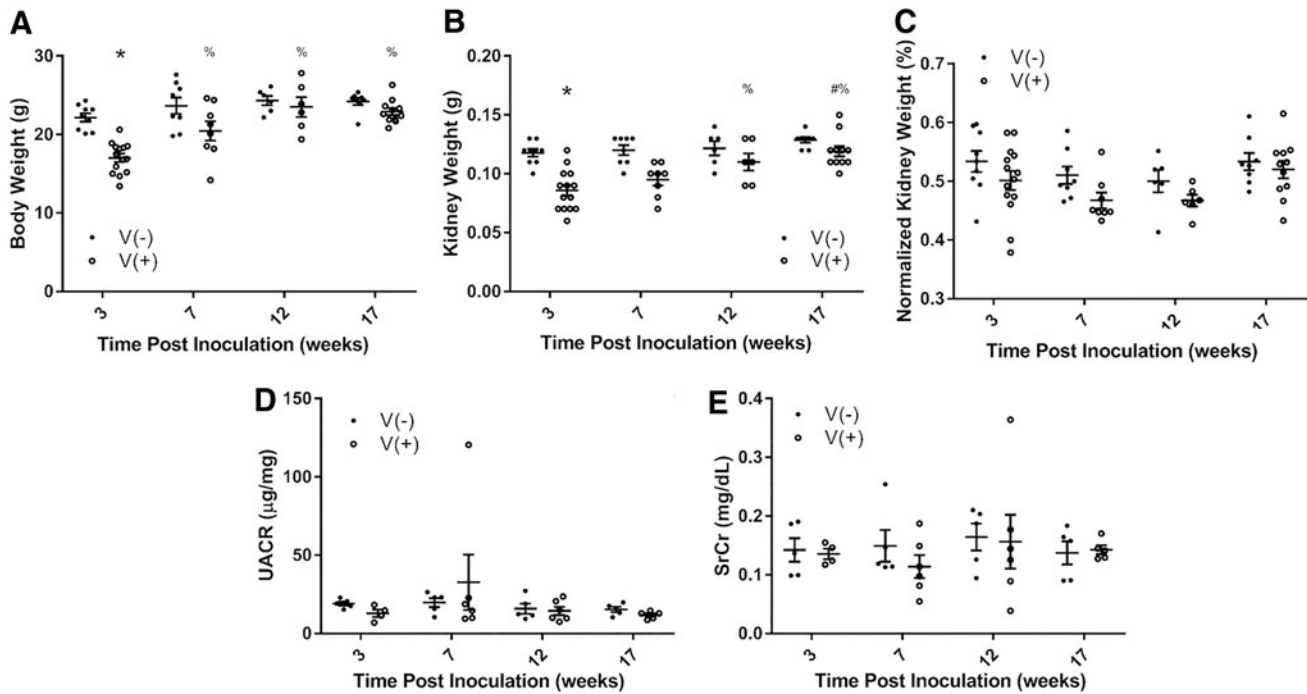 A
Body Weight (g)
30
20
10
0
*
%
%
%
V(-)
V(+)
3
7
12
17
Time Post Inoculation (weeks)
B
Kidney Weight (g)
0.20
0.15
0.10
0.05
0.00
*
%
#%
V(-)
V(+)
3
7
12
17
Time Post Inoculation (weeks)
C
Normalized Kidney Weight (%)
0.7
0.6
0.5
0.4
0.3
V(-)
V(+)
3
7
12
17
Time Post Inoculation (weeks)
D
UACR (μg/mg)
150
100
50
0
V(-)
V(+)
3
7
12
17
Time Post Inoculation (weeks)
E
SrCr (mg/dL)
0.4
0.3
0.2
0.1
0.0
V(-)
V(+)
3
7
12
17
Time Post Inoculation (weeks)